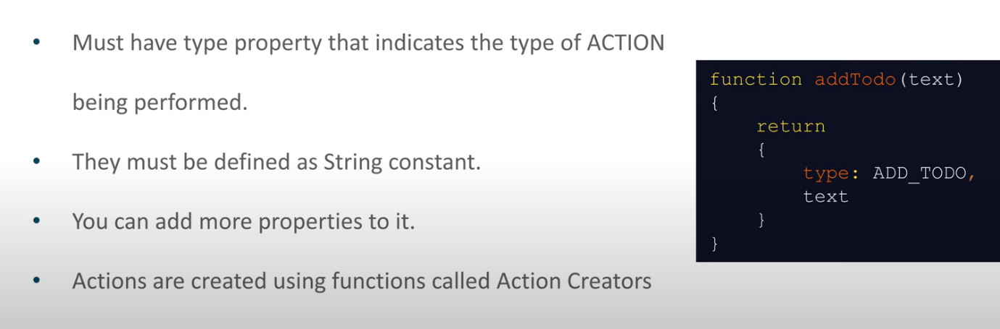 • Must have type property that indicates the type of ACTION
being performed.
• They must be defined as String constant.
• You can add more properties to it.
• Actions are created using functions called Action Creators
function addTodo(text)
{
    return
    {
        type: ADD_TODO,
        text
    }
}